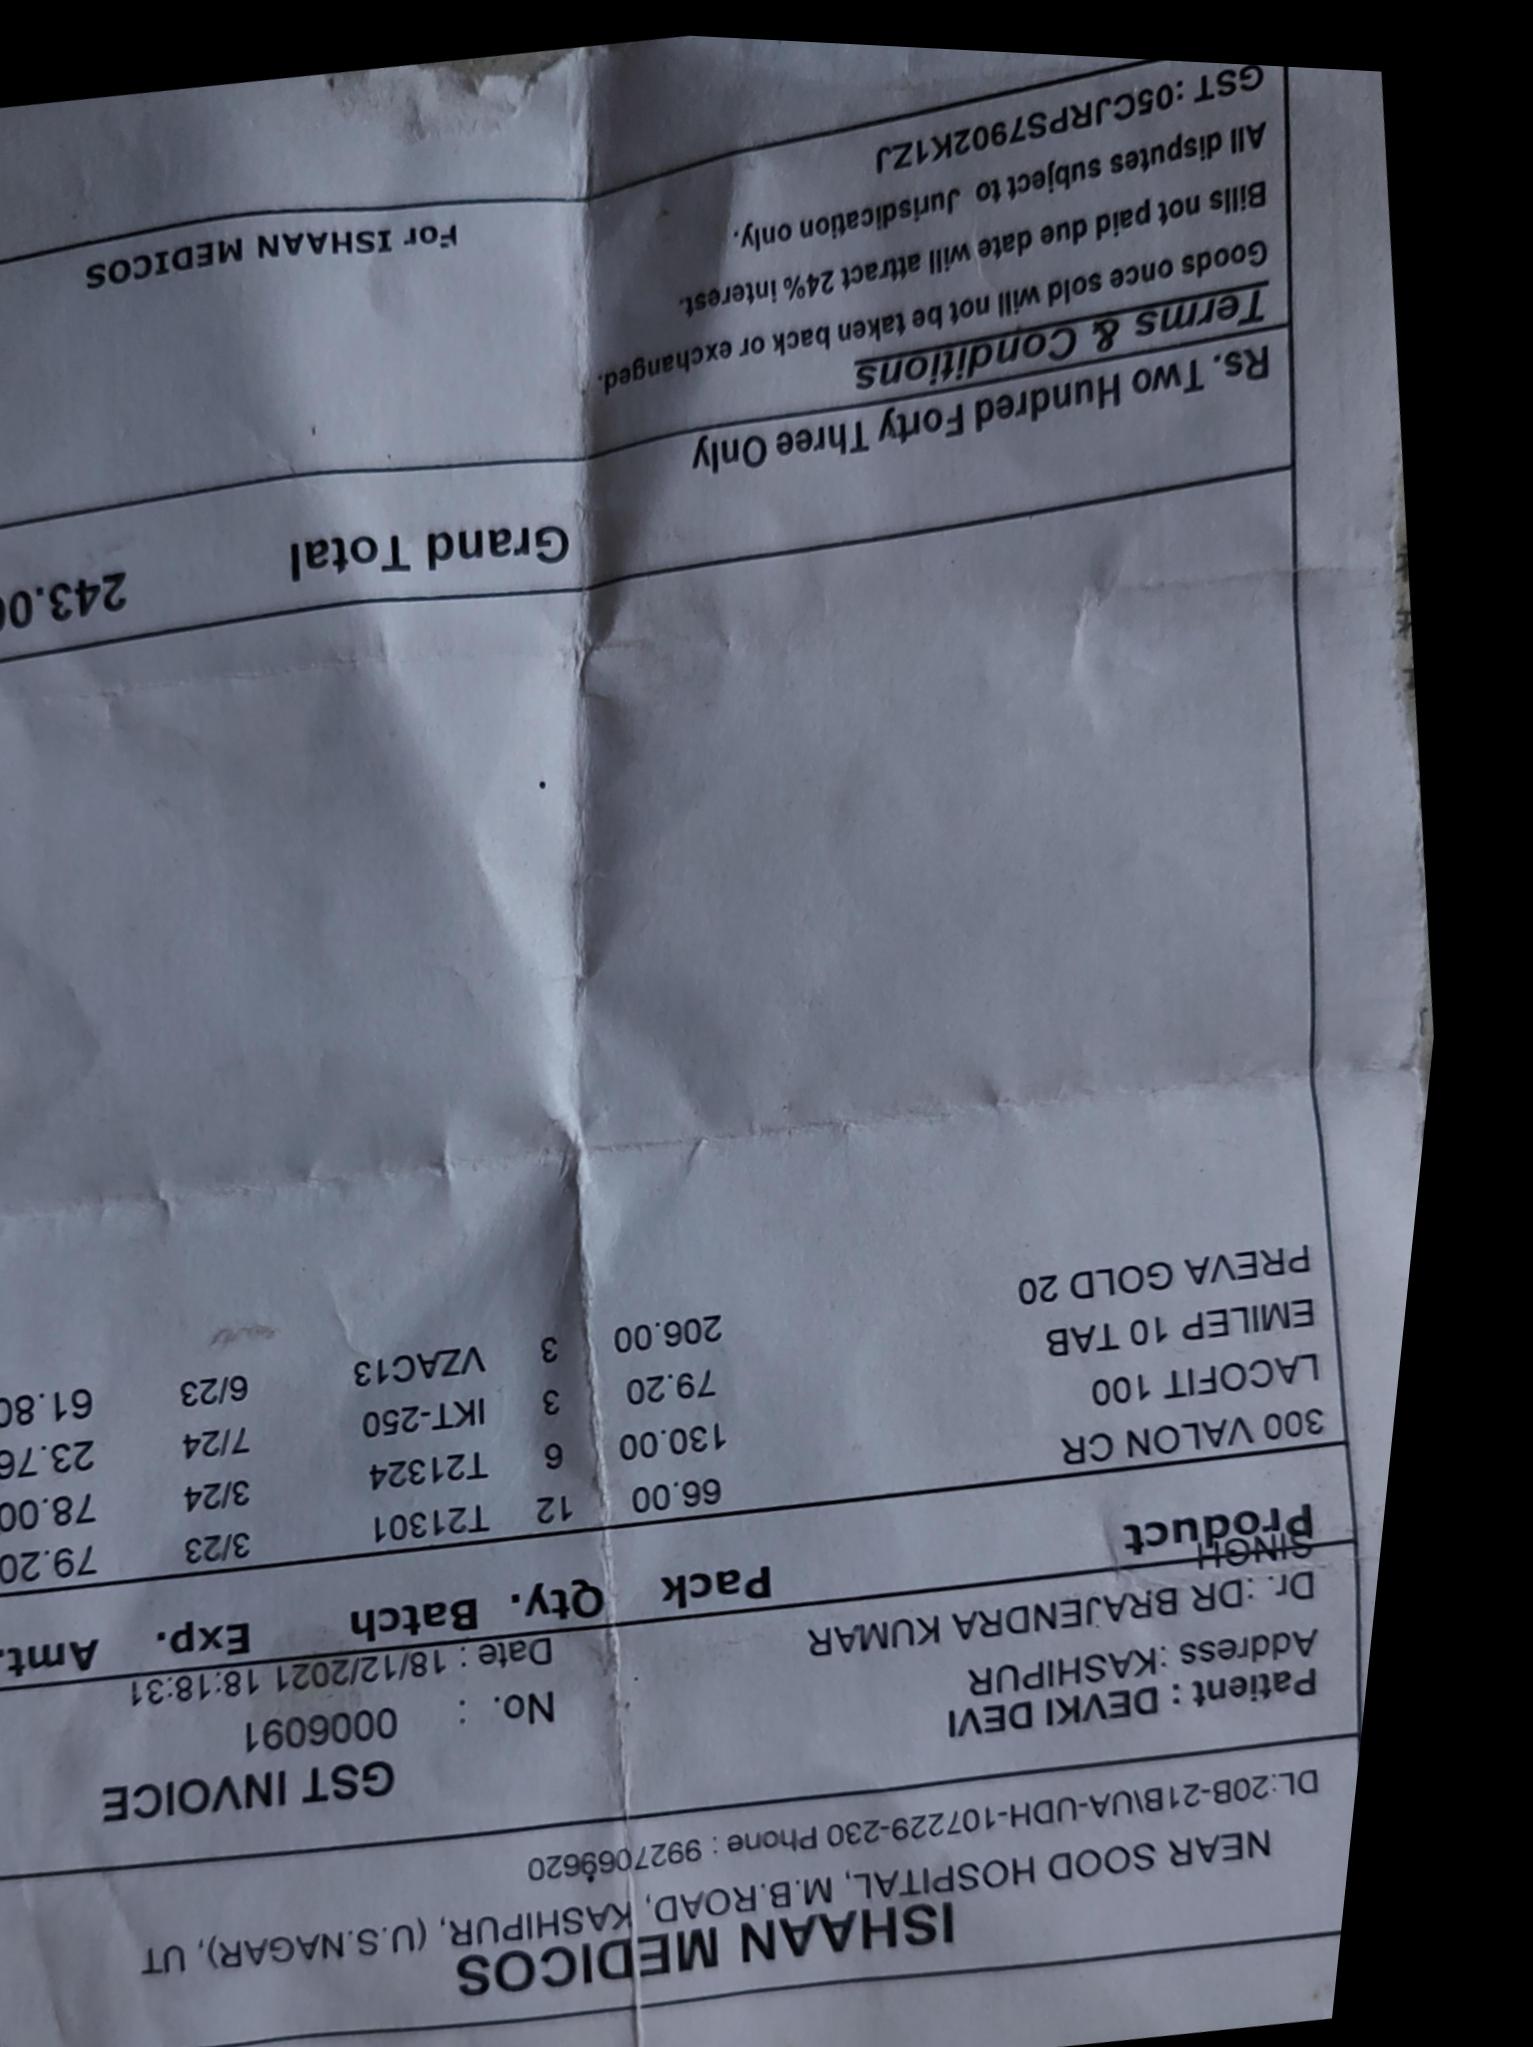 ISHAAN MEDICOS
NEAR SOOD HOSPITAL, M.B.ROAD, KASHIPUR, (U.S.NAGAR), UT
DL:20B-21B\UA-UDH-107229-230 Phone : 9927069620
GST INVOICE
Patient : DEVKI DEVI No. : 0006091
Address :KASHIPUR Date : 18/12/2021 18:18:31
Dr. :DR BRAJENDRA KUMAR
SINGH
Product Pack Qty. Batch Exp. Amt.
300 VALON CR 66.00 12 T21301 3/23 79.20
LACOFIT 100 130.00 6 T21324 3/24 78.00
EMILEP 10 TAB 79.20 3 IKT-250 7/24 23.76
PREVA GOLD 20 206.00 3 VZAC13 6/23 61.80
Grand Total 243.00
Rs. Two Hundred Forty Three Only
Terms & Conditions
Goods once sold will not be taken back or exchanged.
Bills not paid due date will attract 24% interest.
All disputes subject to Jurisdication only.
GST :05CJRPS7902K1ZJ
For ISHAAN MEDICOS